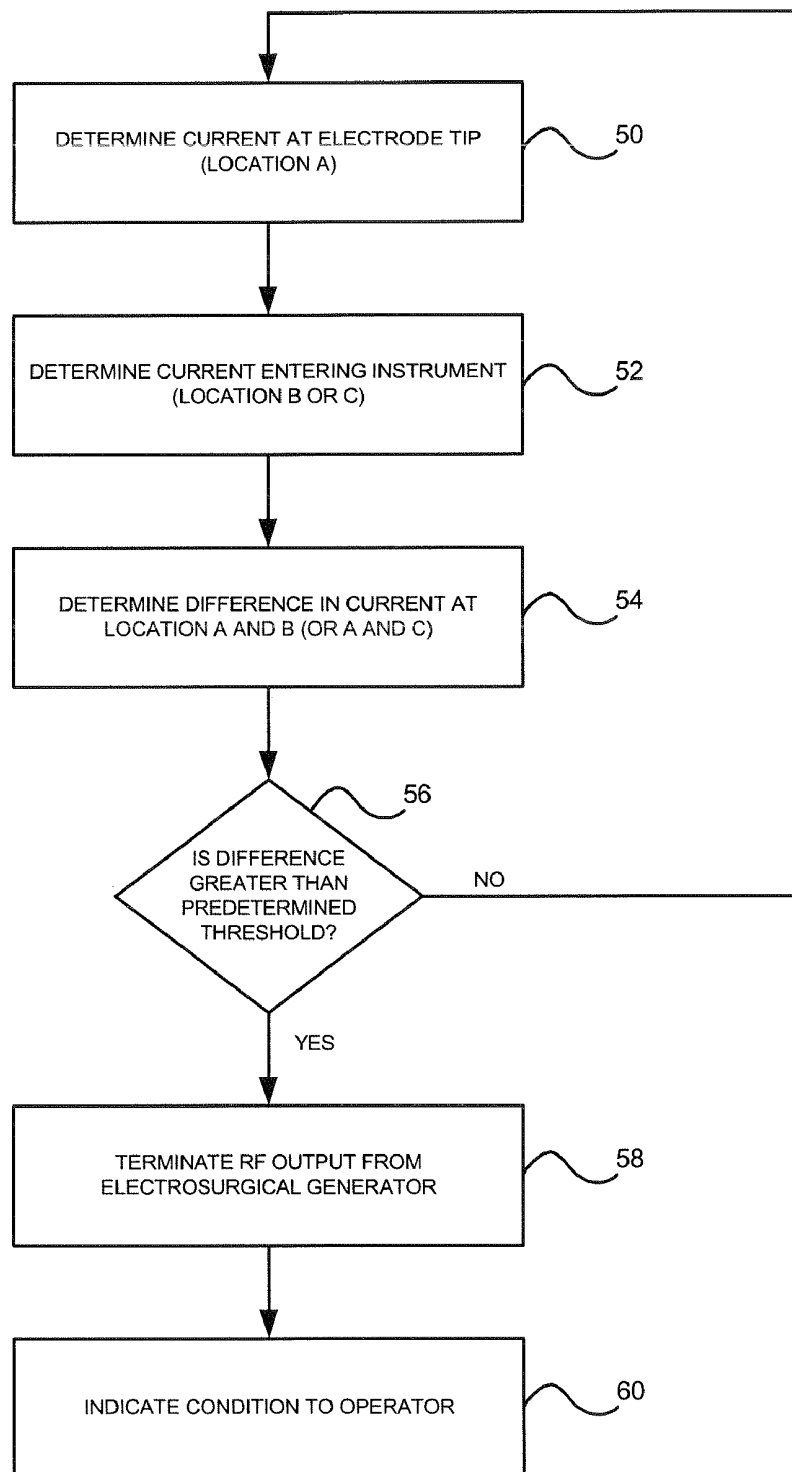 DETERMINE CURRENT AT ELECTRODE TIP
(LOCATION A)
50
DETERMINE CURRENT ENTERING INSTRUMENT
(LOCATION B OR C)
52
DETERMINE DIFFERENCE IN CURRENT AT
LOCATION A AND B (OR A AND C)
54
56
IS DIFFERENCE
GREATER THAN
PREDETERMINED
THRESHOLD?
NO
YES
TERMINATE RF OUTPUT FROM
ELECTROSURGICAL GENERATOR
58
INDICATE CONDITION TO OPERATOR
60